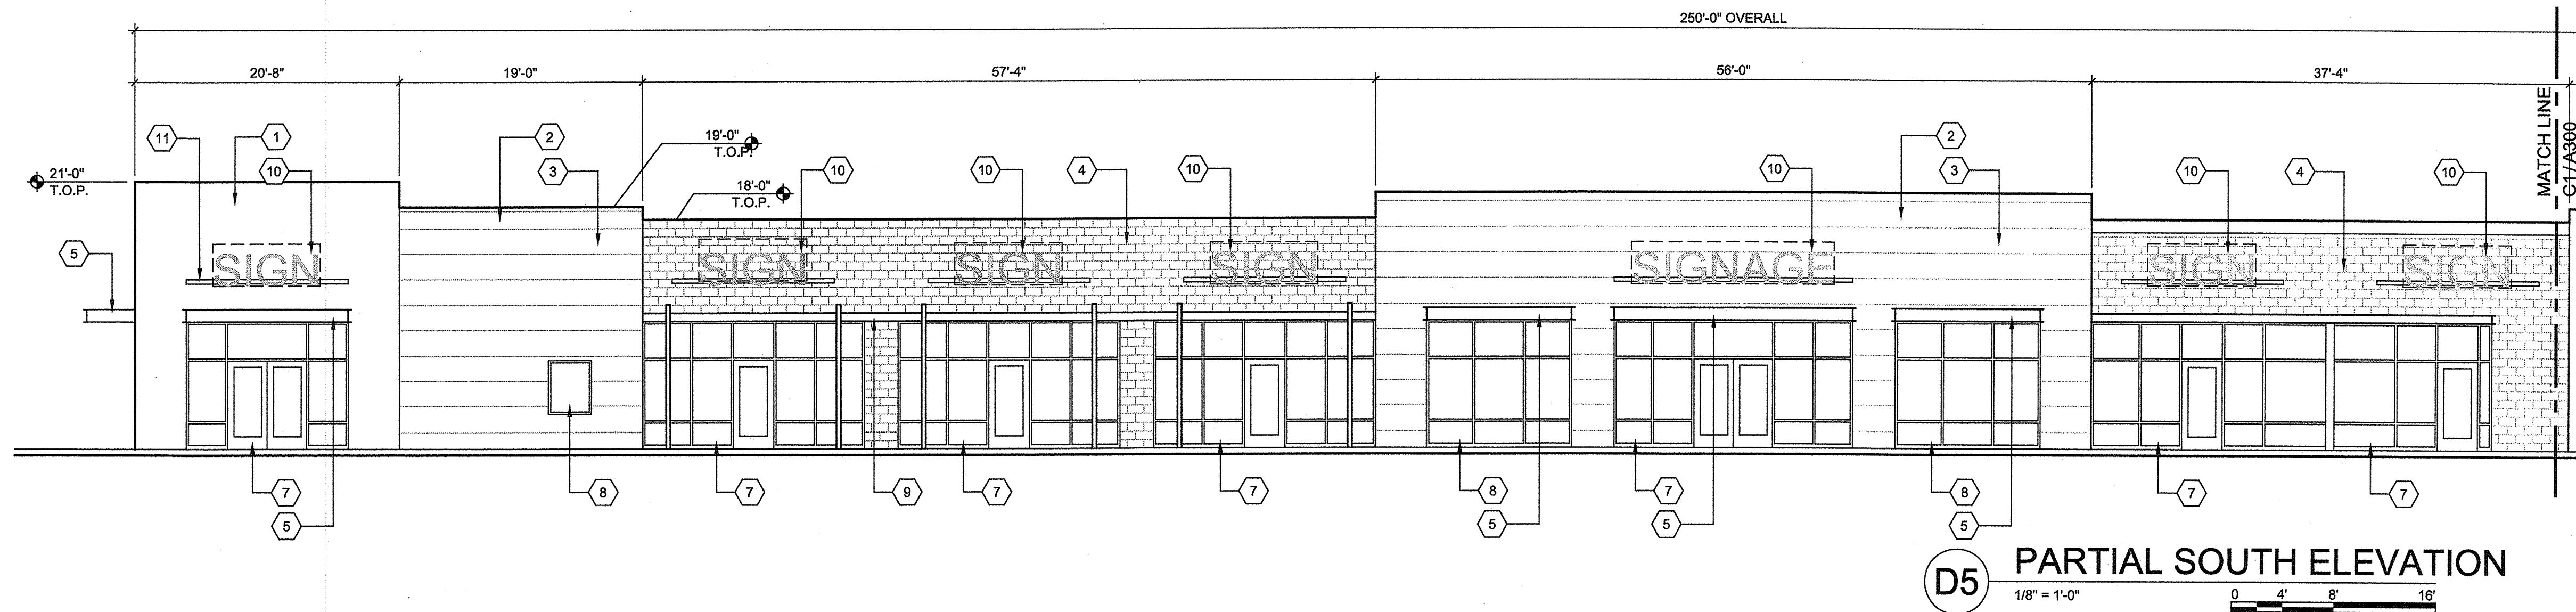 250'-0" OVERALL
20'-8"
19'-0"
57'-4"
56'-0"
37'-4"
MATCH LINE
C1 / A300
11
1
10
2
3
19'-0"
T.O.P.
18'-0"
T.O.P.
10
10
4
10
10
2
3
10
4
10
21'-0"
T.O.P.
5
SIGN
SIGN
SIGN
SIGN
SIGNAGE
SIGN
SIGN
7
5
8
7
9
7
7
8
5
7
5
8
5
7
7
D5
PARTIAL SOUTH ELEVATION
1/8" = 1'-0"
0 4' 8' 16'